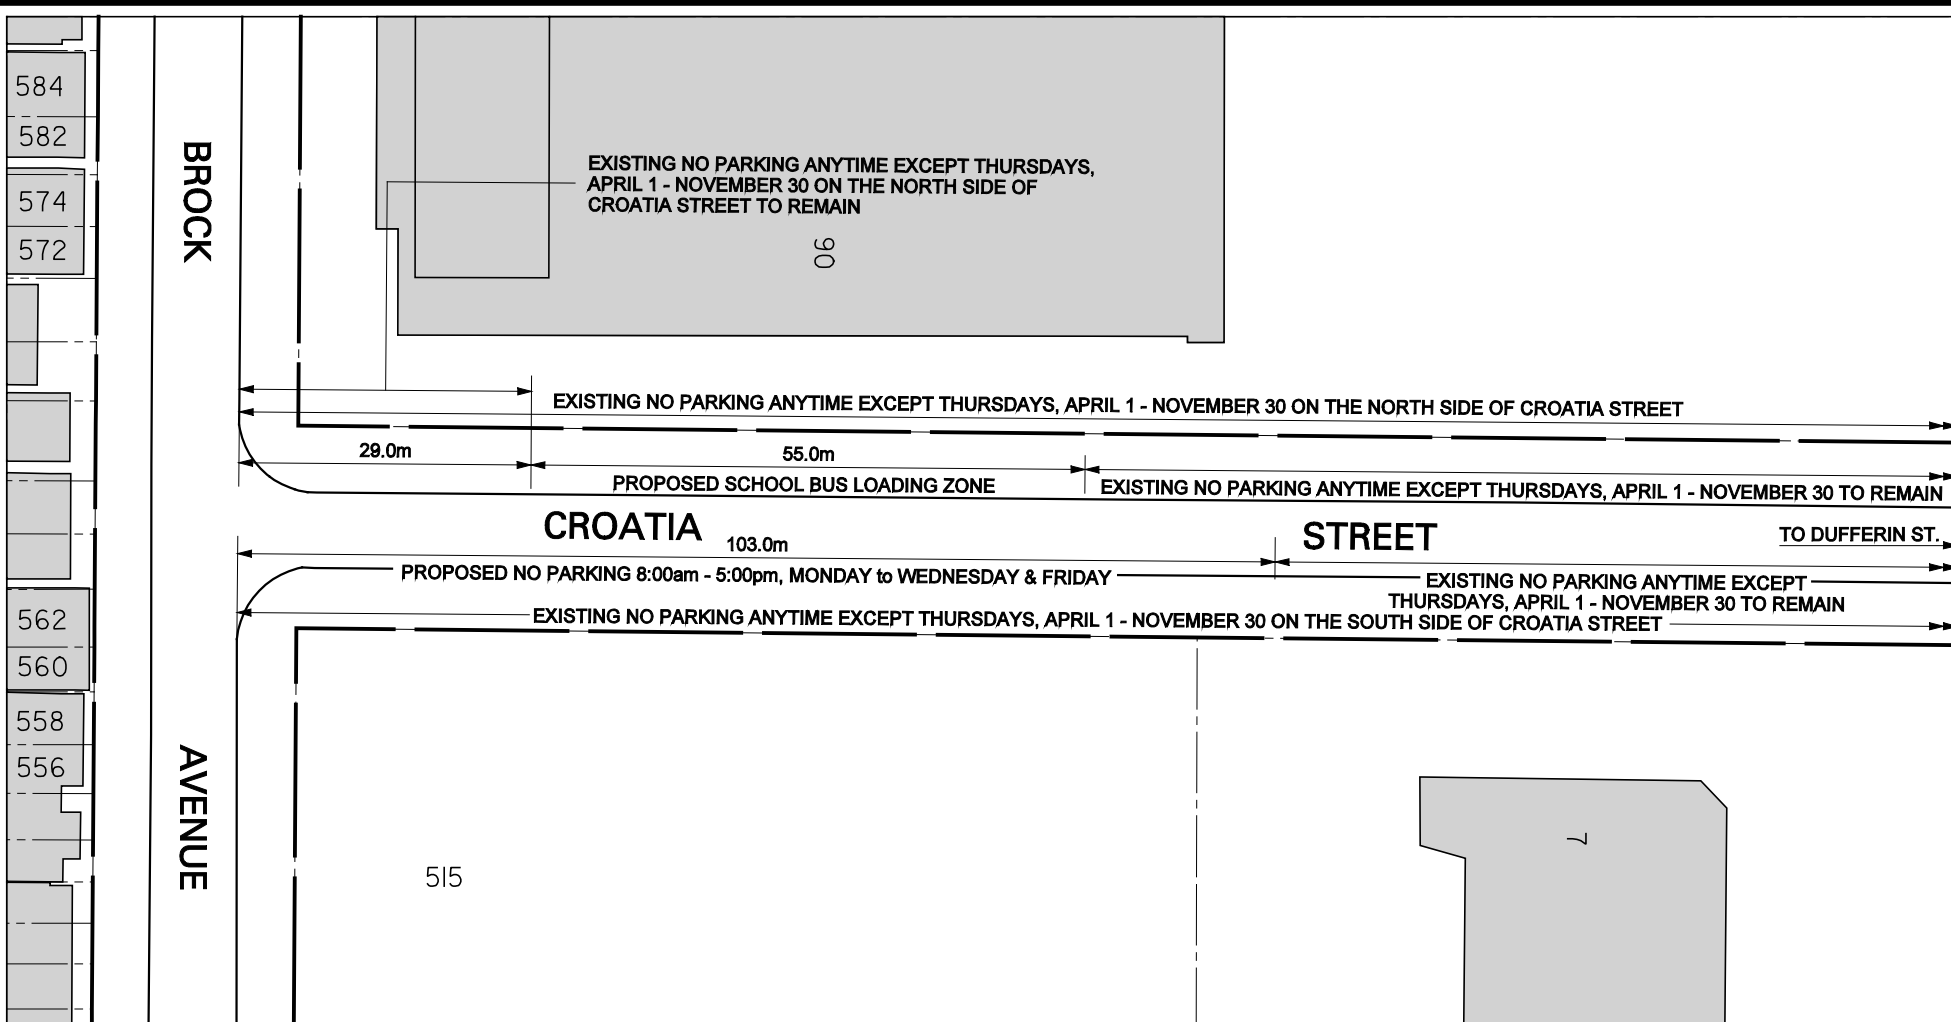 584
582
574
572
562
560
558
556
BROCK
AVENUE
EXISTING NO PARKING ANYTIME EXCEPT THURSDAYS,
APRIL 1 - NOVEMBER 30 ON THE NORTH SIDE OF
CROATIA STREET TO REMAIN
90
EXISTING NO PARKING ANYTIME EXCEPT THURSDAYS, APRIL 1 - NOVEMBER 30 ON THE NORTH SIDE OF CROATIA STREET
29.0m
55.0m
PROPOSED SCHOOL BUS LOADING ZONE
EXISTING NO PARKING ANYTIME EXCEPT THURSDAYS, APRIL 1 - NOVEMBER 30 TO REMAIN
CROATIA STREET
TO DUFFERIN ST.
103.0m
PROPOSED NO PARKING 8:00am - 5:00pm, MONDAY to WEDNESDAY & FRIDAY
EXISTING NO PARKING ANYTIME EXCEPT
THURSDAYS, APRIL 1 - NOVEMBER 30 TO REMAIN
EXISTING NO PARKING ANYTIME EXCEPT THURSDAYS, APRIL 1 - NOVEMBER 30 ON THE SOUTH SIDE OF CROATIA STREET
515
7